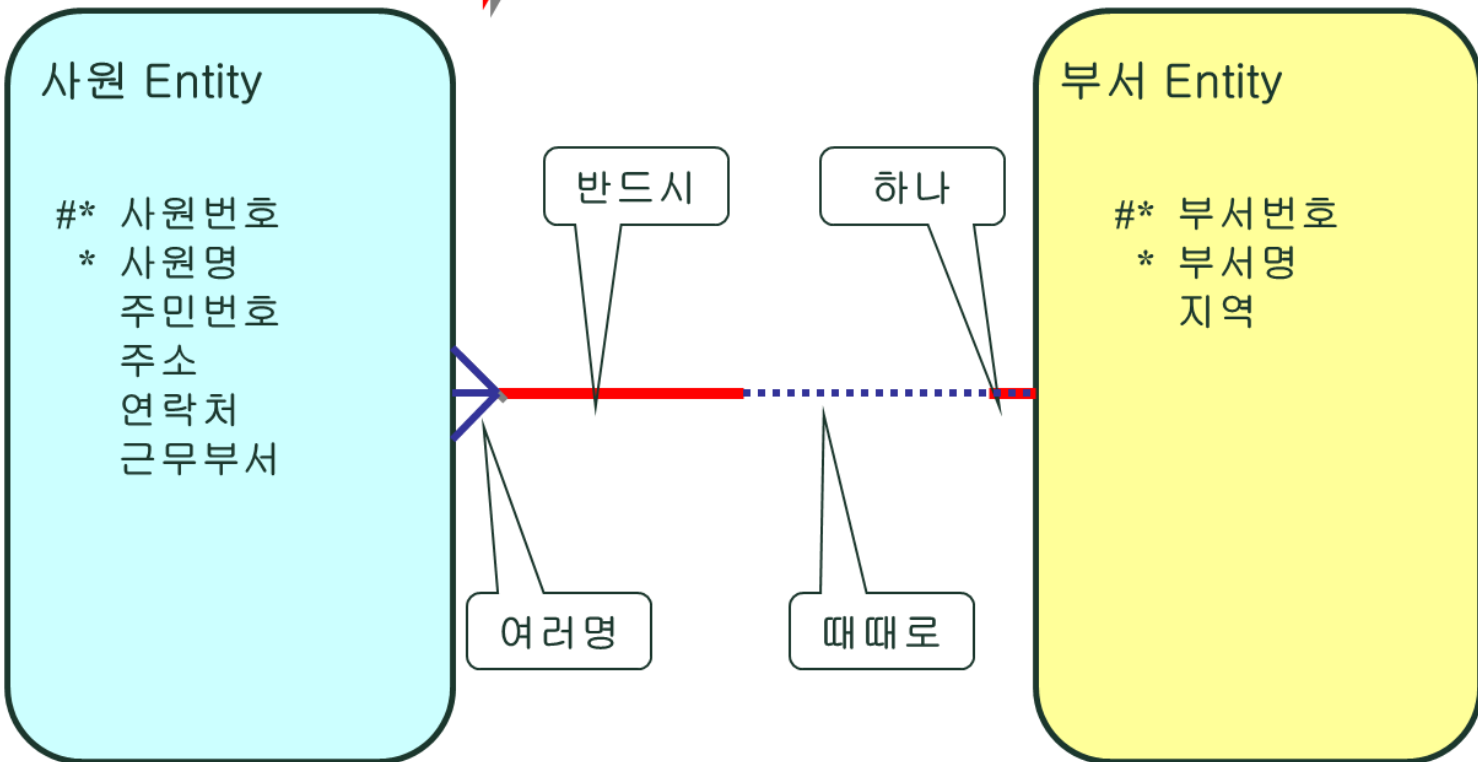 사원 Entity
#* 사원번호
* 사원명
주민번호
주소
연락처
근무부서
반드시
하나
여러명
때때로
부서 Entity
#* 부서번호
* 부서명
지역